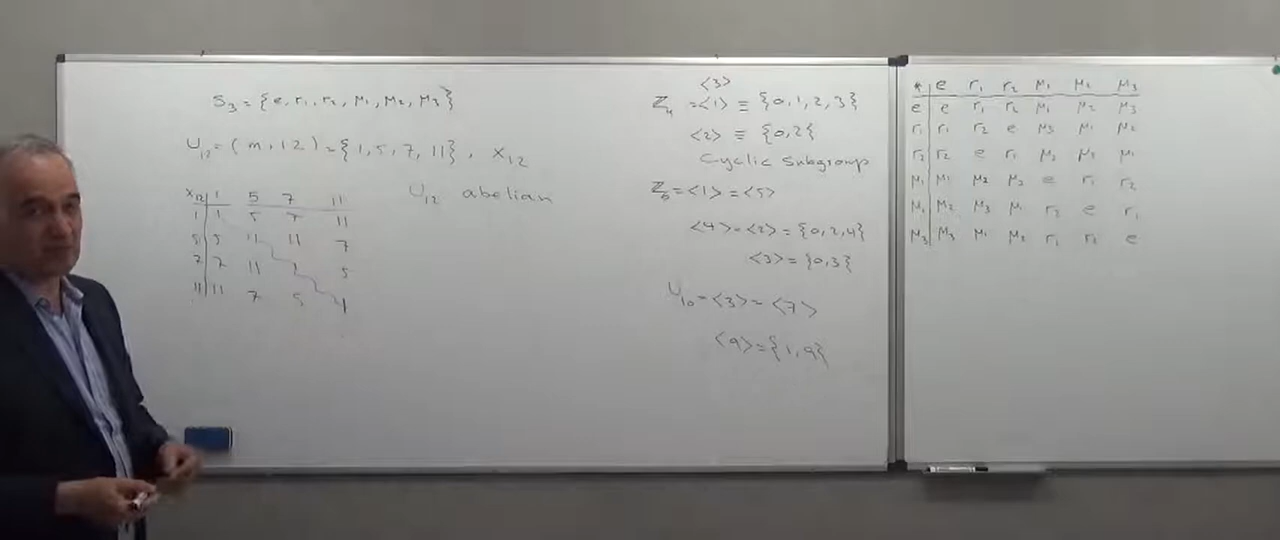 S₃ = {e, r₁, r₂, μ₁, μ₂, μ₃}
U₁₂ = (m, 12) = {1, 5, 7, 11}, X₁₂
X₁₂ 1 5 7 11
1 1 5 7 11
5 5 1 11 7
7 7 11 1 5
11 11 7 5 1
U₁₂ abelian
<3>
ℤ₄ = <1> ≡ {0, 1, 2, 3}
<2> ≡ {0, 2}
Cyclic Subgroup
= <1> = <5>
<4> = <2> = {0, 2, 4}
<3> = {0, 3}
U₁₀ = <3> = <7>
<9> = {1, 9}
* e r₁ r₂ μ₁ μ₂ μ₃
e e r₁ r₂ μ₁ μ₂ μ₃
r₁ r₁ r₂ e μ₃ μ₁ μ₂
r₂ r₂ e r₁ μ₂ μ₃ μ₁
μ₁ μ₁ μ₂ e r₁ r₂
μ₂ μ₃ μ₁ r₂ e r₁
μ₃ μ₃ μ₁ μ₂ r₁ r₂ e